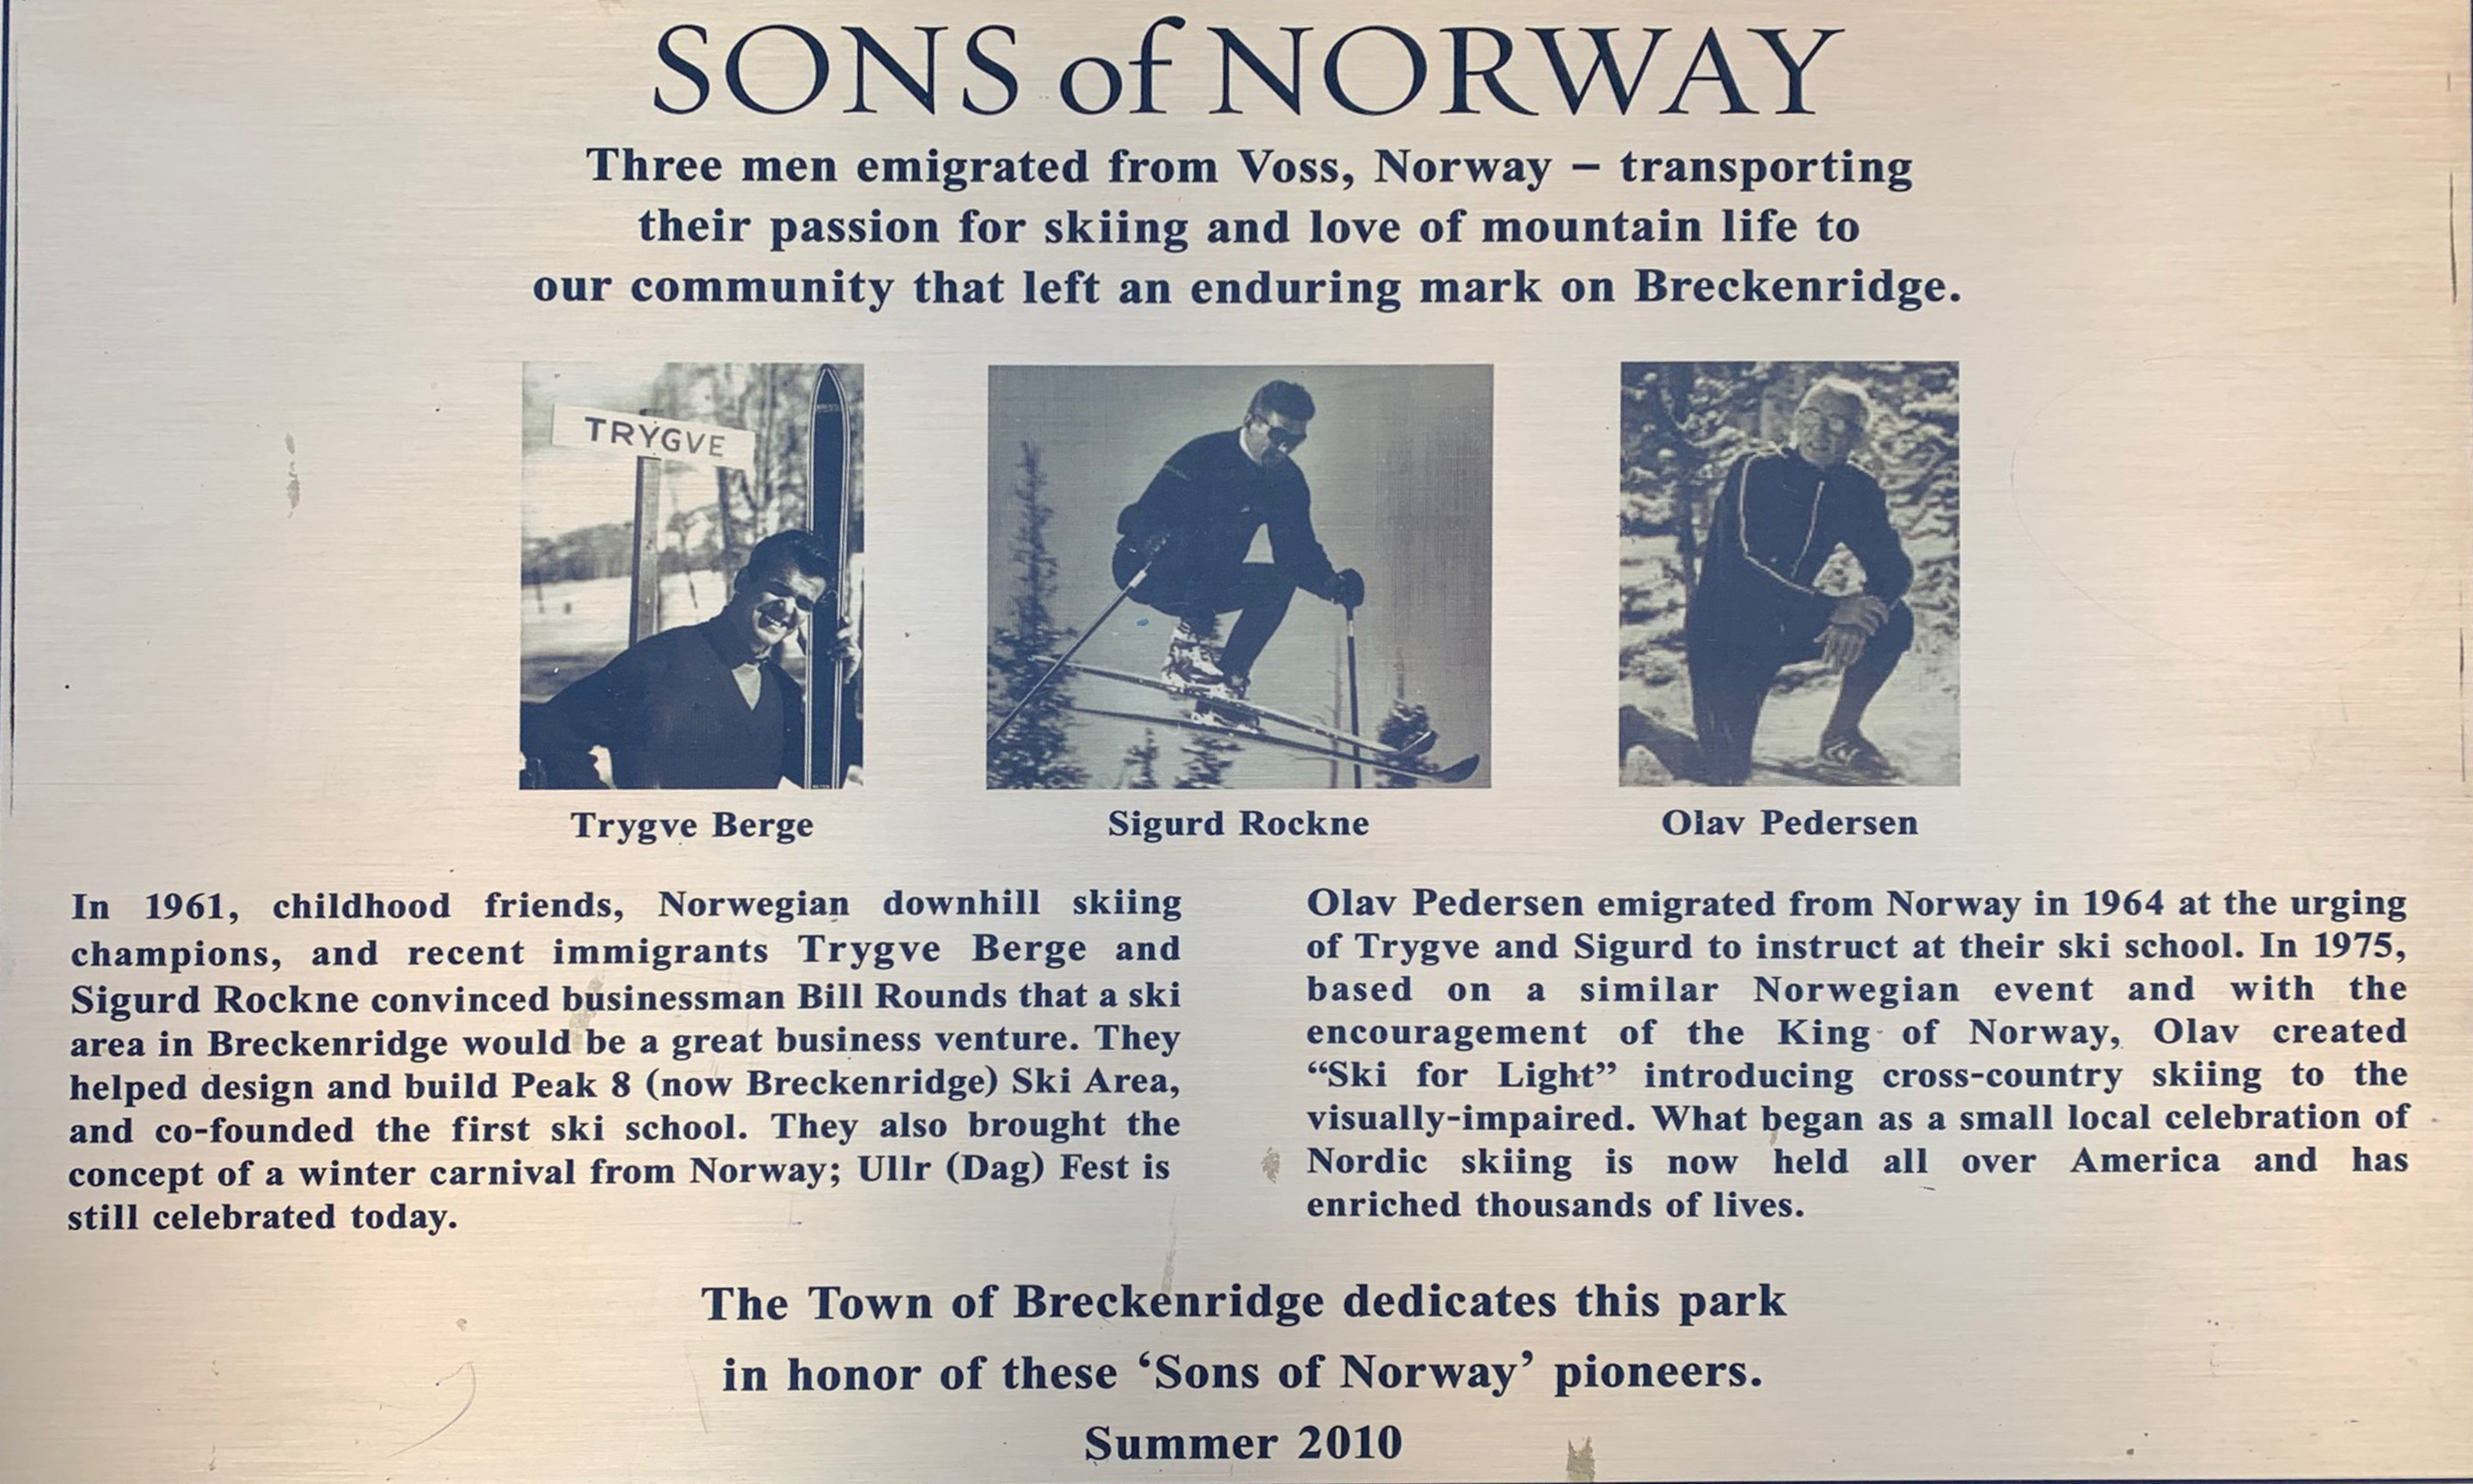 SONS of NORWAY
Three men emigrated from Voss, Norway – transporting
their passion for skiing and love of mountain life to
our community that left an enduring mark on Breckenridge.
TRYGVE
Trygve Berge
Sigurd Rockne
Olav Pedersen
In 1961, childhood friends, Norwegian downhill skiing
champions, and recent immigrants Trygve Berge and
Sigurd Rockne convinced businessman Bill Rounds that a ski
area in Breckenridge would be a great business venture. They
helped design and build Peak 8 (now Breckenridge) Ski Area,
and co-founded the first ski school. They also brought the
concept of a winter carnival from Norway; Ullr (Dag) Fest is
still celebrated today.
Olav Pedersen emigrated from Norway in 1964 at the urging
of Trygve and Sigurd to instruct at their ski school. In 1975,
based on a similar Norwegian event and with the
encouragement of the King of Norway, Olav created
“Ski for Light” introducing cross-country skiing to the
visually-impaired. What began as a small local celebration of
Nordic skiing is now held all over America and has
enriched thousands of lives.
The Town of Breckenridge dedicates this park
in honor of these ‘Sons of Norway’ pioneers.
Summer 2010